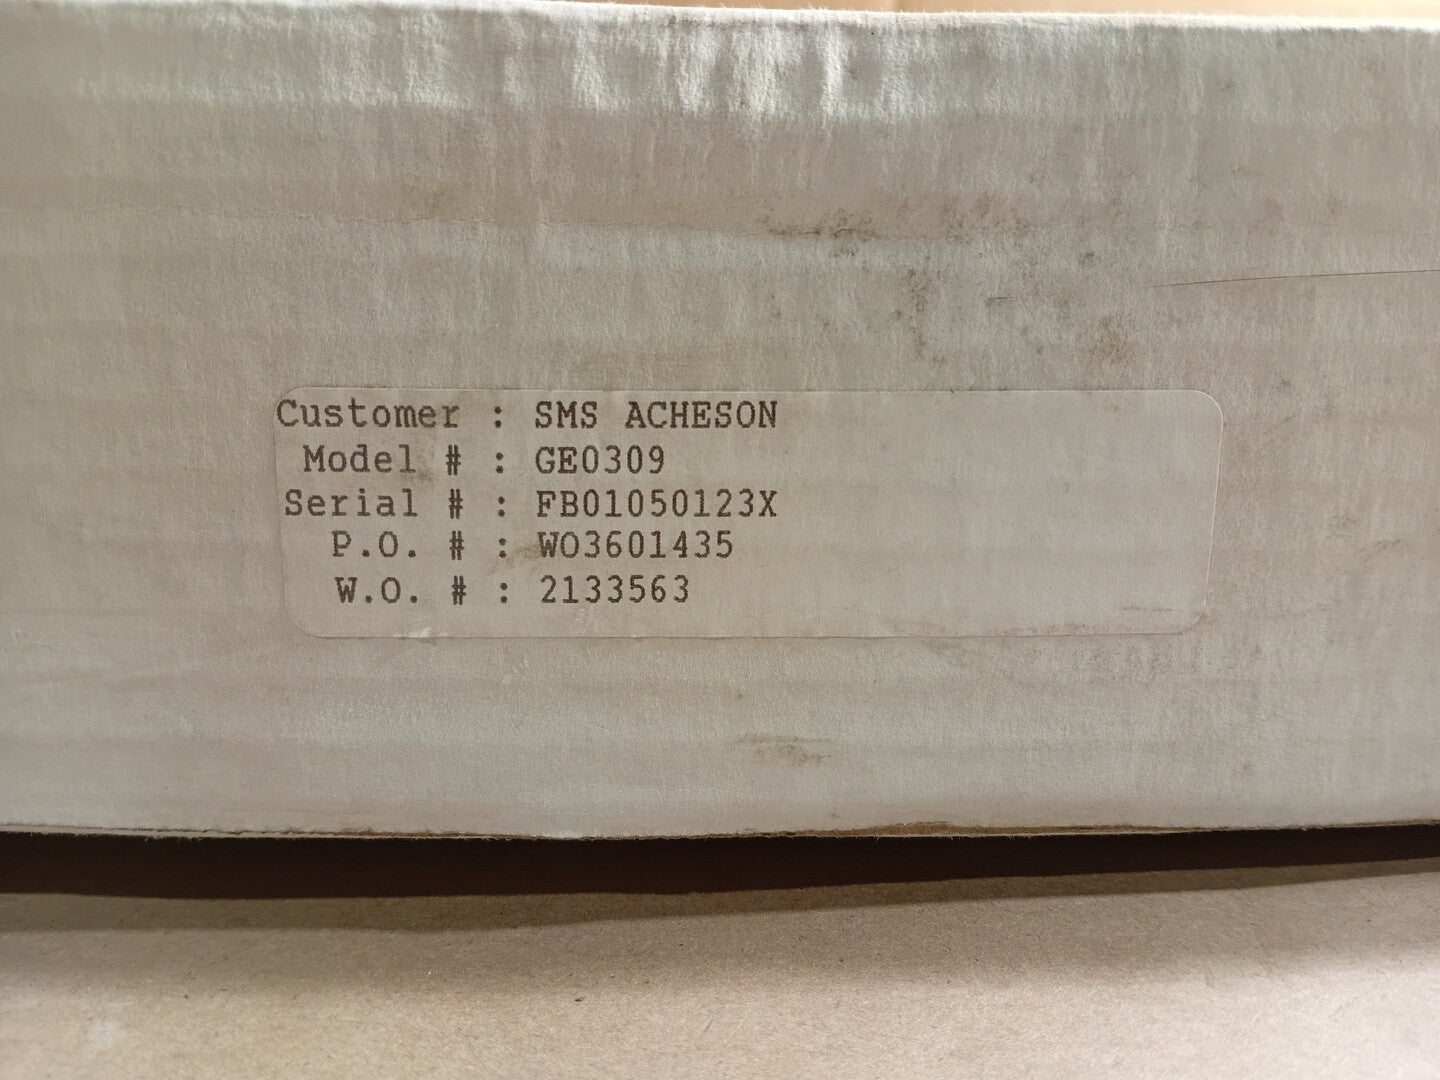 Customer : SMS ACHESON
Model # : GE0309
Serial # : FB01050123X
P.O. # : WO3601435
W.O. # : 2133563